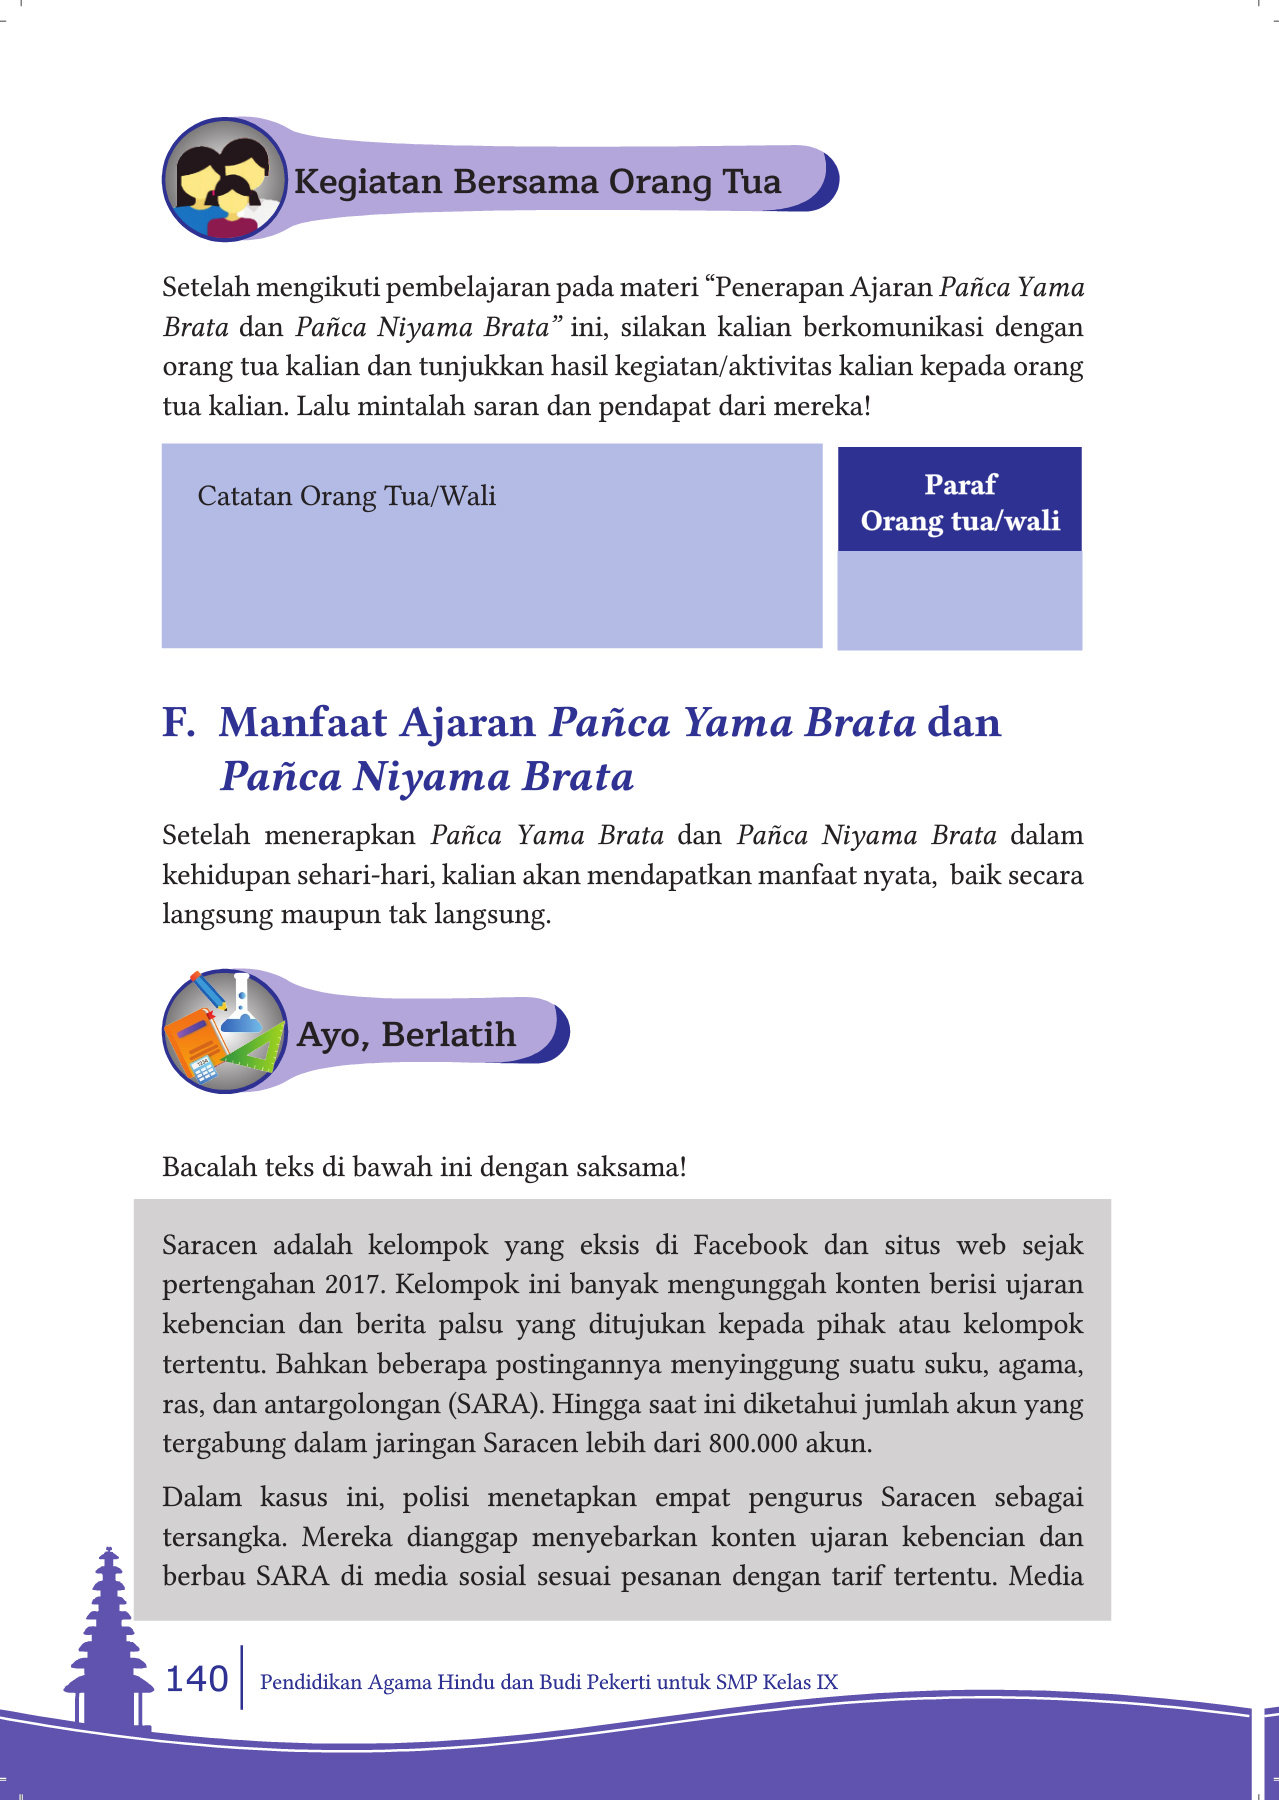 Kegiatan Bersama Orang Tua
Setelah mengikuti pembelajaran pada materi “Penerapan Ajaran Pañca Yama
Brata dan Pañca Niyama Brata” ini, silakan kalian berkomunikasi dengan
orang tua kalian dan tunjukkan hasil kegiatan/aktivitas kalian kepada orang
tua kalian. Lalu mintalah saran dan pendapat dari mereka!
Catatan Orang Tua/Wali
Paraf
Orang tua/wali
F. Manfaat Ajaran Pañca Yama Brata dan
Pañca Niyama Brata
Setelah menerapkan Pañca Yama Brata dan Pañca Niyama Brata dalam
kehidupan sehari-hari, kalian akan mendapatkan manfaat nyata, baik secara
langsung maupun tak langsung.
Ayo, Berlatih
Bacalah teks di bawah ini dengan saksama!
Saracen adalah kelompok yang eksis di Facebook dan situs web sejak
pertengahan 2017. Kelompok ini banyak mengunggah konten berisi ujaran
kebencian dan berita palsu yang ditujukan kepada pihak atau kelompok
tertentu. Bahkan beberapa postingannya menyinggung suatu suku, agama,
ras, dan antargolongan (SARA). Hingga saat ini diketahui jumlah akun yang
tergabung dalam jaringan Saracen lebih dari 800.000 akun.
Dalam kasus ini, polisi menetapkan empat pengurus Saracen sebagai
tersangka. Mereka dianggap menyebarkan konten ujaran kebencian dan
berbau SARA di media sosial sesuai pesanan dengan tarif tertentu. Media
140
Pendidikan Agama Hindu dan Budi Pekerti untuk SMP Kelas IX